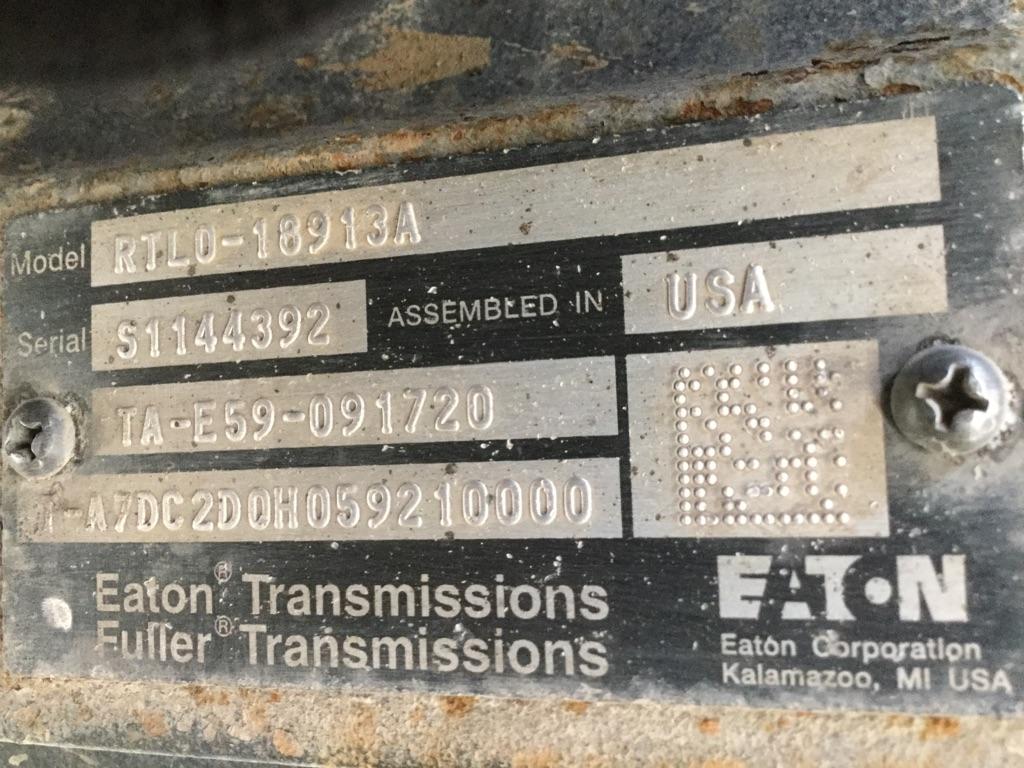 Model RTLO-18913A
Serial S1144392 ASSEMBLED IN USA
TA-E59-091720
-A7DC2DQH059210000
Eaton® Transmissions
Fuller® Transmissions
EATON
Eaton Corporation
Kalamazoo, MI USA